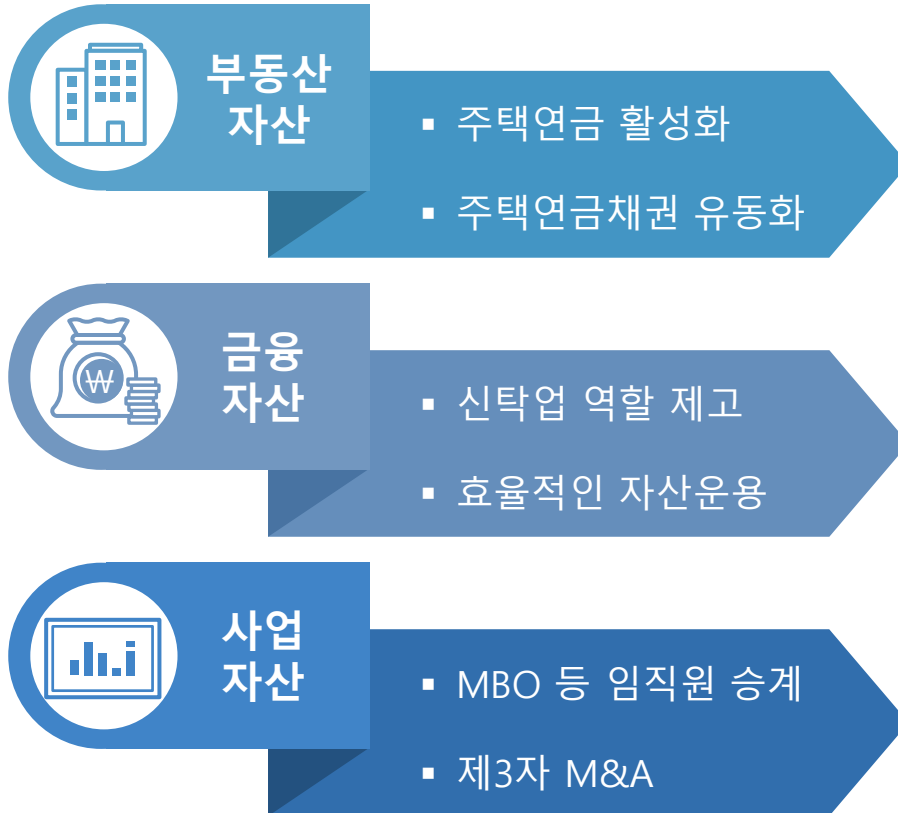 부동산
자산
▪ 주택연금 활성화
▪ 주택연금채권 유동화
₩
금융
자산
▪ 신탁업 역할 제고
▪ 효율적인 자산운용
사업
자산
▪ MBO 등 임직원 승계
▪ 제3자 M&A